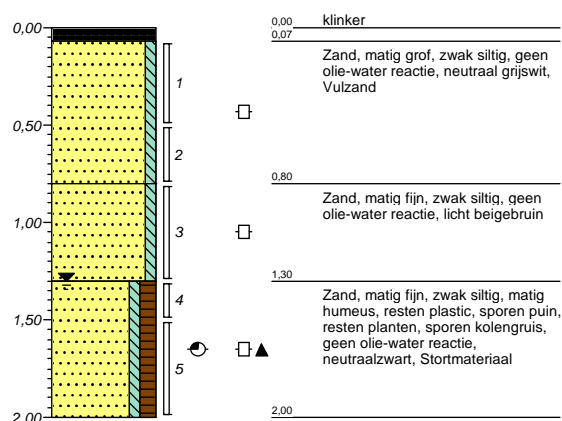 0,00
0,50
1,00
1,50
2,00
1
2
3
4
5
0,00 klinker
0,07
Zand, matig grof, zwak siltig, geen
olie-water reactie, neutraal grijswit,
Vulzand
0,80
Zand, matig fijn, zwak siltig, geen
olie-water reactie, licht beigebruin
1,30
Zand, matig fijn, zwak siltig, matig
humeus, resten plastic, sporen puin,
resten planten, sporen kolengruis,
geen olie-water reactie,
neutraalzwart, Stortmateriaal
2,00